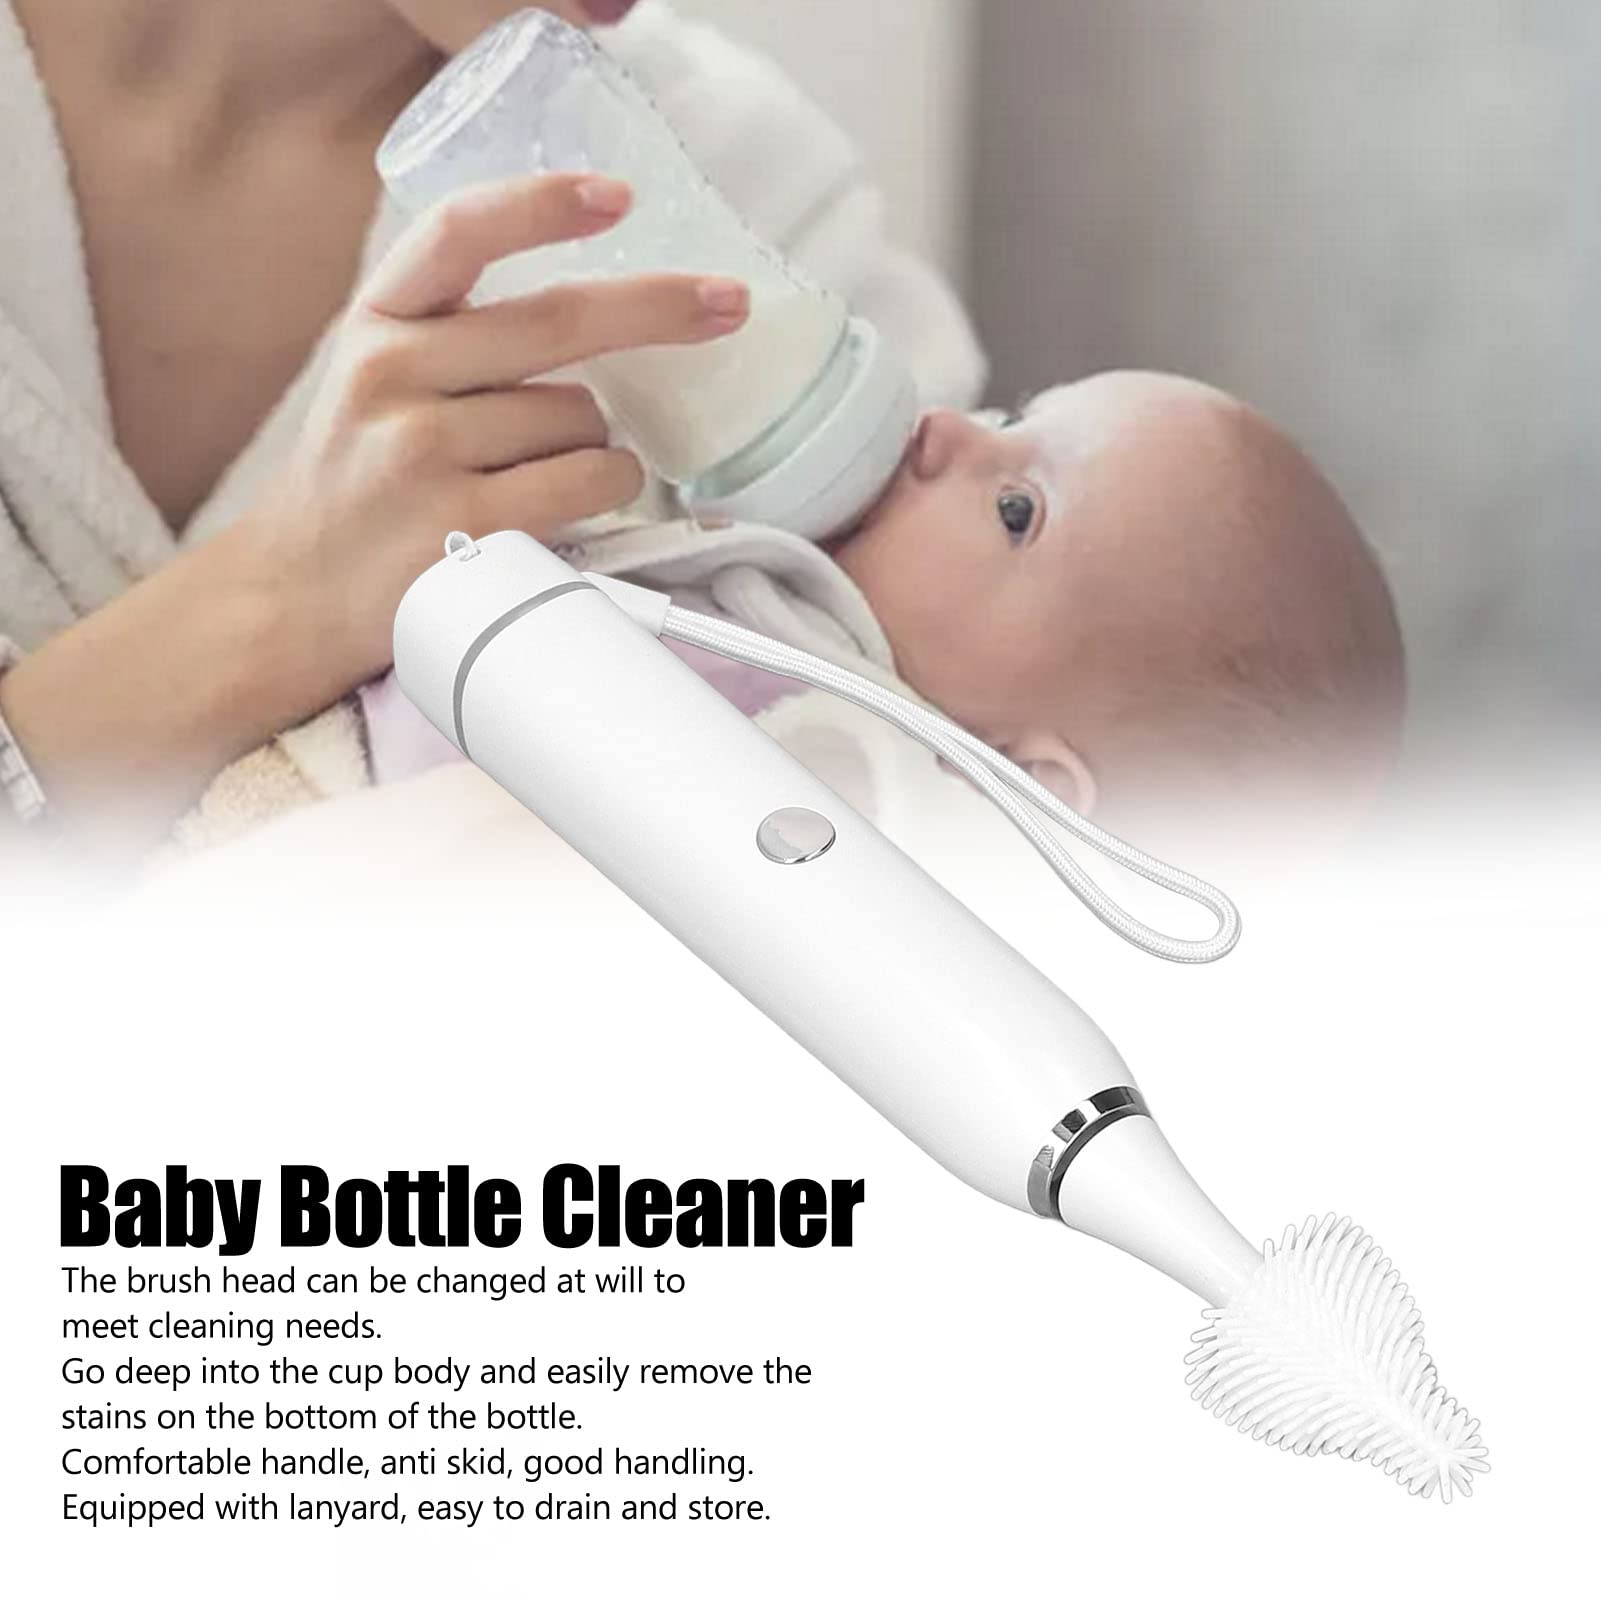 Baby Bottle Cleaner
The brush head can be changed at will to
meet cleaning needs.
Go deep into the cup body and easily remove the
stains on the bottom of the bottle.
Comfortable handle, anti skid, good handling.
Equipped with lanyard, easy to drain and store.